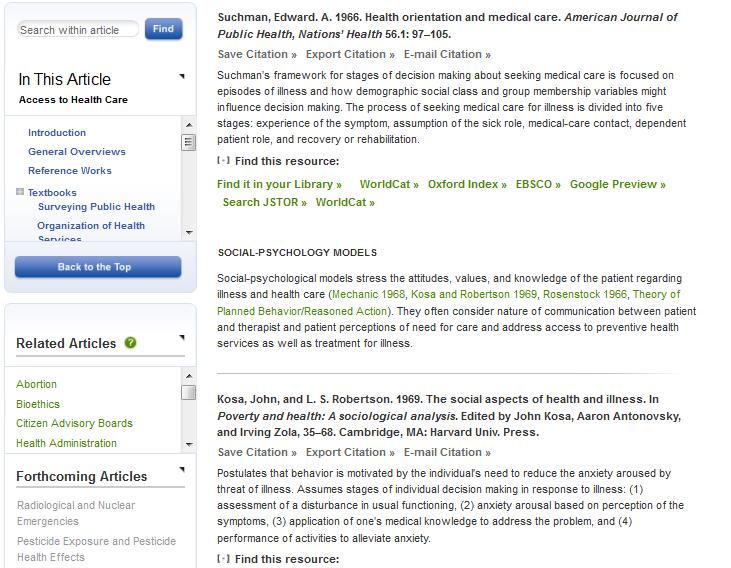 Search within article
Find
In This Article
Access to Health Care
Introduction
General Overviews
Reference Works
Textbooks
Surveying Public Health
Organization of Health
Services
Back to the Top
Related Articles ?
Abortion
Bioethics
Citizen Advisory Boards
Health Administration
Forthcoming Articles
Radiological and Nuclear
Emergencies
Pesticide Exposure and Pesticide
Health Effects
Suchman, Edward. A. 1966. Health orientation and medical care. American Journal of
Public Health, Nations' Health 56.1: 97–105.
Save Citation » Export Citation » E-mail Citation »
Suchman's framework for stages of decision making about seeking medical care is focused on
episodes of illness and how demographic social class and group membership variables might
influence decision making. The process of seeking medical care for illness is divided into five
stages: experience of the symptom, assumption of the sick role, medical-care contact, dependent
patient role, and recovery or rehabilitation.
[-] Find this resource:
Find it in your Library » WorldCat » Oxford Index » EBSCO » Google Preview »
Search JSTOR » WorldCat »
SOCIAL-PSYCHOLOGY MODELS
Social-psychological models stress the attitudes, values, and knowledge of the patient regarding
illness and health care (Mechanic 1968, Kosa and Robertson 1969, Rosenstock 1966, Theory of
Planned Behavior/Reasoned Action). They often consider nature of communication between patient
and therapist and patient perceptions of need for care and address access to preventive health
services as well as treatment for illness.
Kosa, John, and L. S. Robertson. 1969. The social aspects of health and illness. In
Poverty and health: A sociological analysis. Edited by John Kosa, Aaron Antonovsky,
and Irving Zola, 35–68. Cambridge, MA: Harvard Univ. Press.
Save Citation » Export Citation » E-mail Citation »
Postulates that behavior is motivated by the individual's need to reduce the anxiety aroused by
threat of illness. Assumes stages of individual decision making in response to illness: (1)
assessment of a disturbance in usual functioning, (2) anxiety arousal based on perception of the
symptoms, (3) application of one's medical knowledge to address the problem, and (4)
performance of activities to alleviate anxiety.
[-] Find this resource: